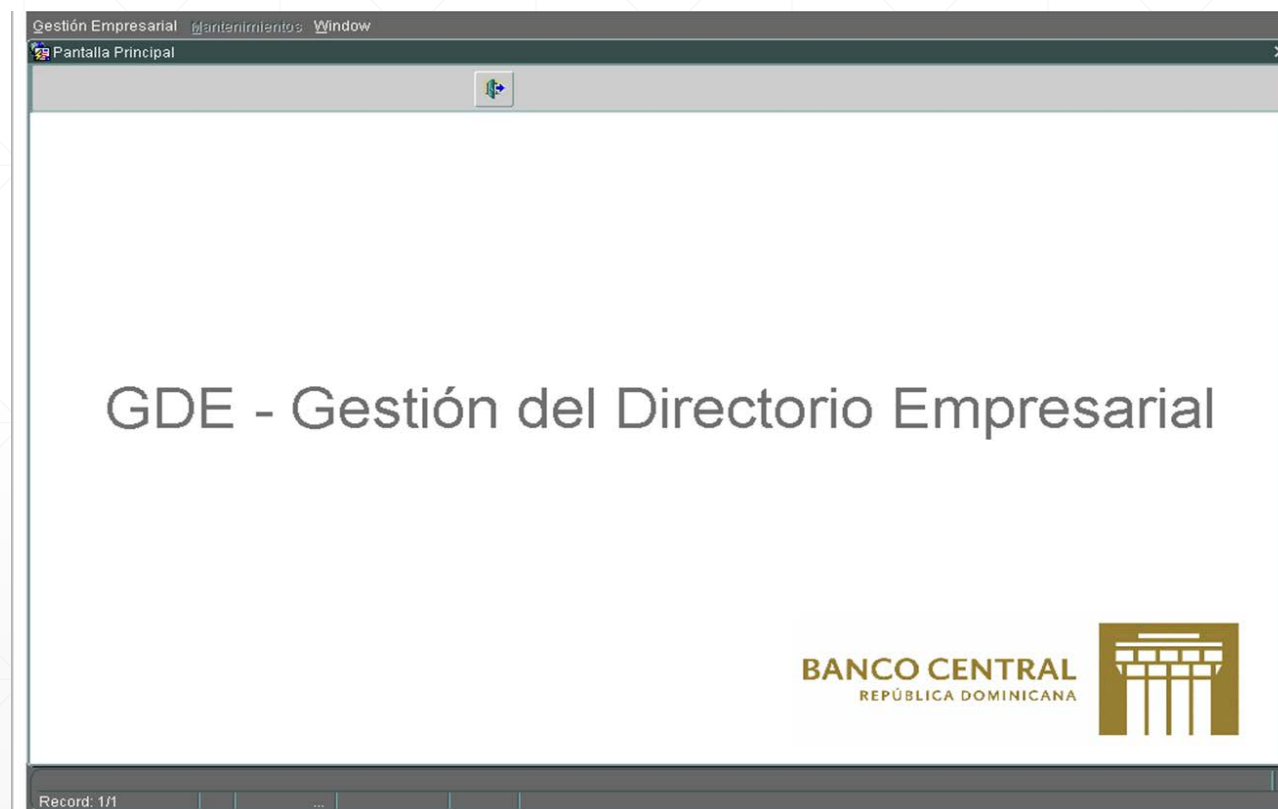 Gestión Empresarial Mantenimientos Window
Pantalla Principal
GDE - Gestión del Directorio Empresarial
BANCO CENTRAL
REPÚBLICA DOMINICANA
Record: 1/1 ...